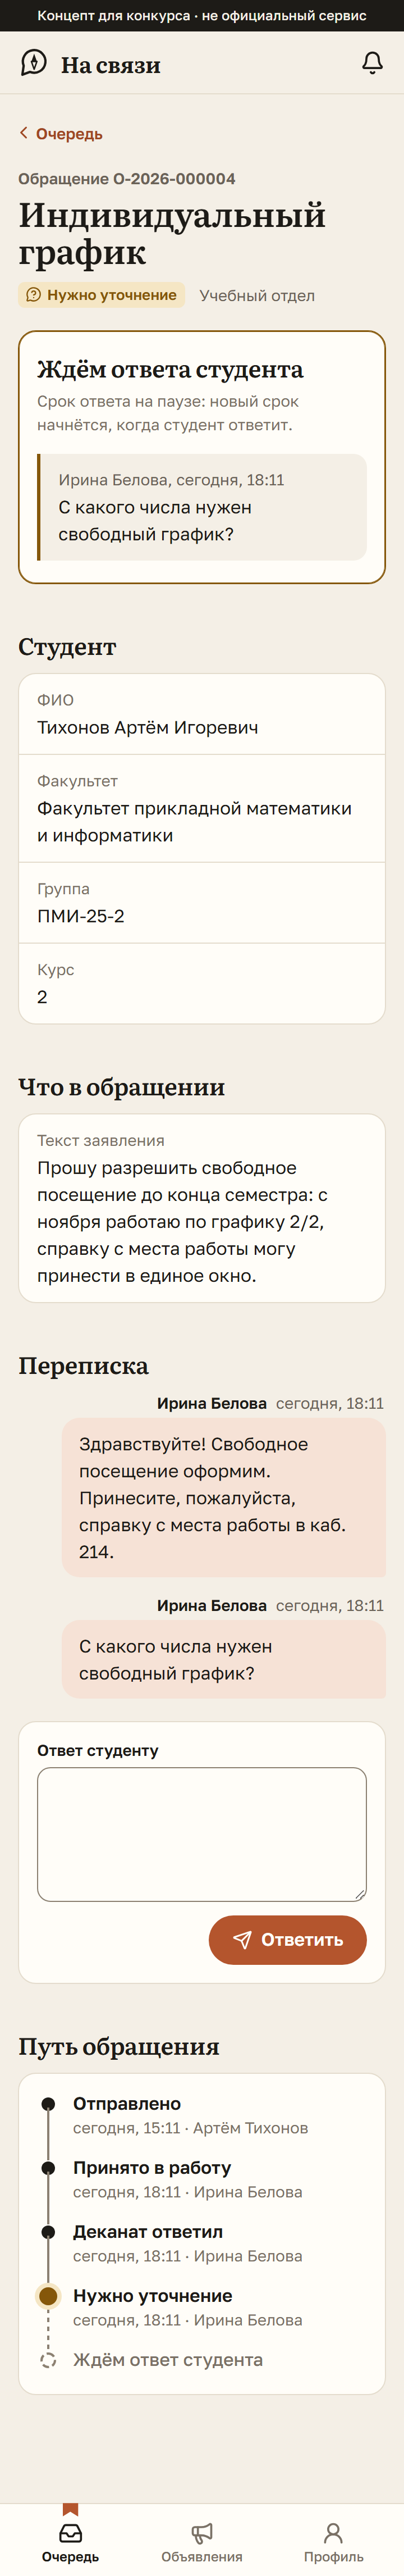 Концепт для конкурса · не официальный сервис
На связи
Очередь
Обращение О-2026-000004
Индивидуальный
график
Нужно уточнение Учебный отдел
Ждём ответа студента
Срок ответа на паузе: новый срок
начнётся, когда студент ответит.
Ирина Белова, сегодня, 18:11
С какого числа нужен
свободный график?
Студент
ФИО
Тихонов Артём Игоревич
Факультет
Факультет прикладной математики
и информатики
Группа
ПМИ-25-2
Курс
2
Что в обращении
Текст заявления
Прошу разрешить свободное
посещение до конца семестра: с
ноября работаю по графику 2/2,
справку с места работы могу
принести в единое окно.
Переписка
Ирина Белова сегодня, 18:11
Здравствуйте! Свободное
посещение оформим.
Принесите, пожалуйста,
справку с места работы в каб.
214.
Ирина Белова сегодня, 18:11
С какого числа нужен
свободный график?
Ответ студенту
Ответить
Путь обращения
Отправлено
сегодня, 15:11 · Артём Тихонов
Принято в работу
сегодня, 18:11 · Ирина Белова
Деканат ответил
сегодня, 18:11 · Ирина Белова
Нужно уточнение
сегодня, 18:11 · Ирина Белова
Ждём ответ студента
Очередь Объявления Профиль